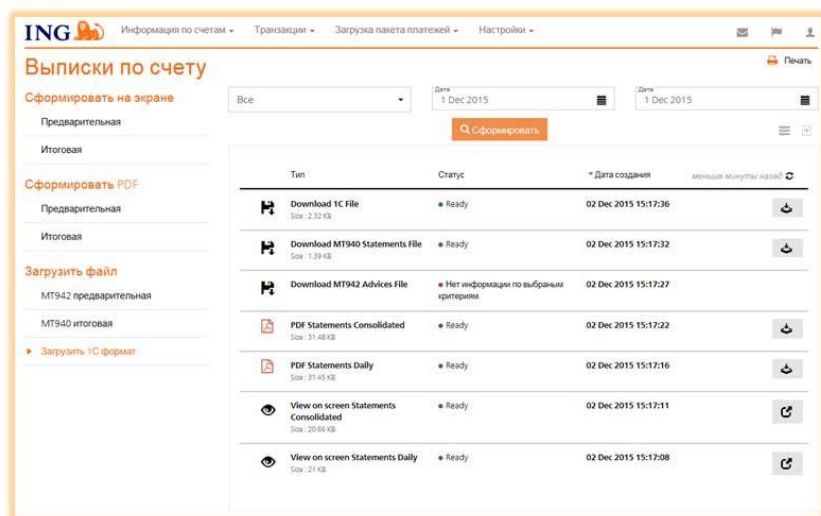 ING
Информация по счетам
Транзакции
Загрузка пакета платежей
Настройки
Выписки по счету
Печать
Сформировать на экране
Предварительная
Итоговая
Сформировать PDF
Предварительная
Итоговая
Загрузить файл
МТ942 предварительная
МТ940 итоговая
Загрузить 1С формат
Все
Дата
1 Dec 2015
Дата
1 Dec 2015
Сформировать
Тип Статус Дата создания меньше минуты назад
Download 1C File Ready 02 Dec 2015 15:17:36
Size : 2.32 KB
Download MT940 Statements File Ready 02 Dec 2015 15:17:32
Size : 1.39 KB
Download MT942 Advices File Нет информации по выбраным 02 Dec 2015 15:17:27
критериям.
PDF Statements Consolidated Ready 02 Dec 2015 15:17:22
Size : 31.48 KB
PDF Statements Daily Ready 02 Dec 2015 15:17:16
Size : 31.45 KB
View on screen Statements Ready 02 Dec 2015 15:17:11
Consolidated
Size : 20.66 KB
View on screen Statements Daily Ready 02 Dec 2015 15:17:08
Size : 21 KB